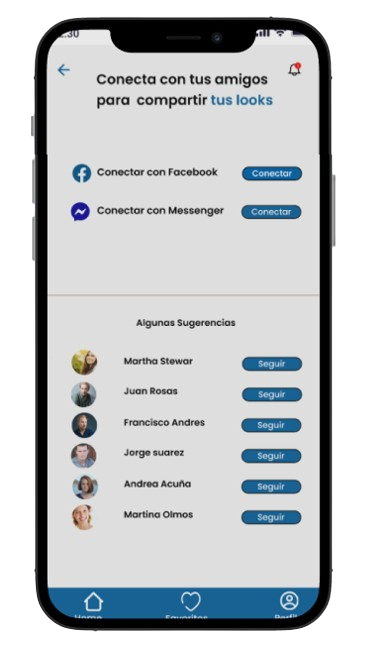 2:30
Conecta con tus amigos
para compartir tus looks
Conectar con Facebook Conectar
Conectar con Messenger Conectar
Algunas Sugerencias
Martha Stewar Seguir
Juan Rosas Seguir
Francisco Andres Seguir
Jorge suarez Seguir
Andrea Acuña Seguir
Martina Olmos Seguir
Home Favoritos Perfil